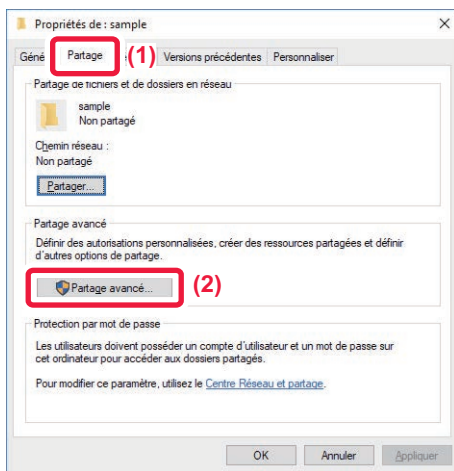 Propriétés de : sample
Géné Partage (1) Versions précédentes Personnaliser
Partage de fichiers et de dossiers en réseau
sample
Non partagé
Chemin réseau :
Non partagé
Partager...
Partage avancé
Définir des autorisations personnalisées, créer des ressources partagées et définir
d'autres options de partage.
Partage avancé... (2)
Protection par mot de passe
Les utilisateurs doivent posséder un compte d'utilisateur et un mot de passe sur
cet ordinateur pour accéder aux dossiers partagés.
Pour modifier ce paramètre, utilisez le Centre Réseau et partage.
OK Annuler Appliquer